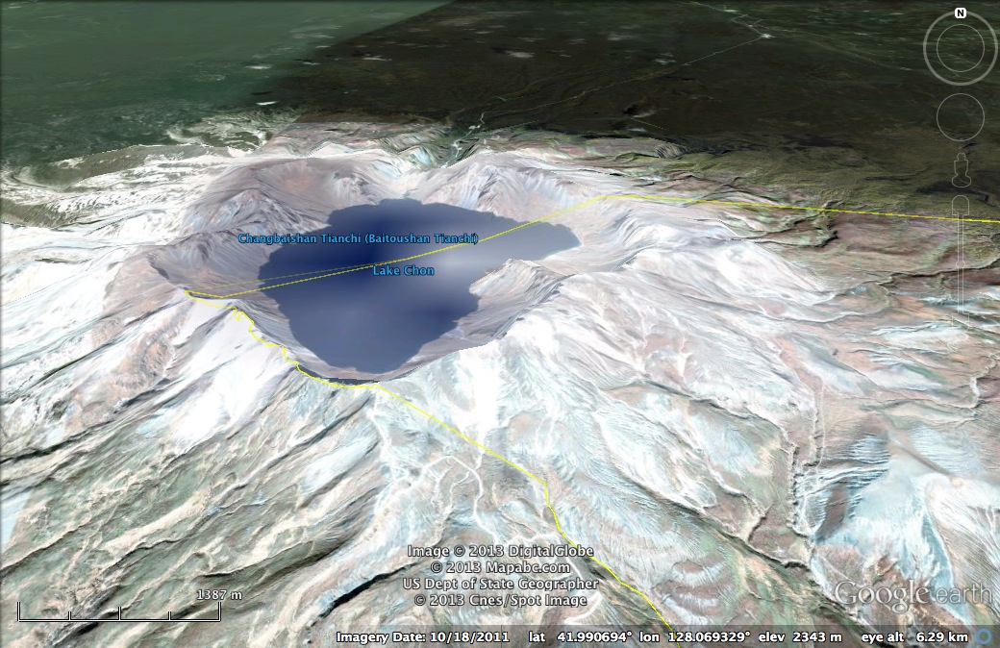 N
Changbaishan Tianchi (Baitoushan Tianchi)
Lake Chon
Image © 2013 DigitalGlobe
© 2013 Mapabc.com
US Dept of State Geographer
© 2013 Cnes/Spot Image
1387 m
Google earth
Imagery Date: 10/18/2011 lat 41.990694° lon 128.069329° elev 2343 m eye alt 6.29 km